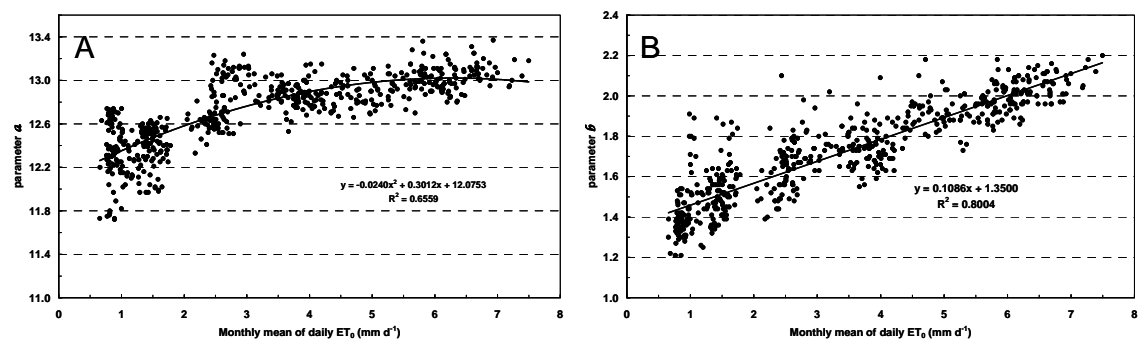 A
13.4
13.0
12.6
12.2
11.8
11.4
11.0
parameter a
y = -0.0240x² + 0.3012x + 12.0753
R² = 0.6559
0 1 2 3 4 5 6 7 8
Monthly mean of daily ET₀ (mm d⁻¹)
B
2.4
2.2
2.0
1.8
1.6
1.4
1.2
1.0
parameter b
y = 0.1086x + 1.3500
R² = 0.8004
0 1 2 3 4 5 6 7 8
Monthly mean of daily ET₀ (mm d⁻¹)